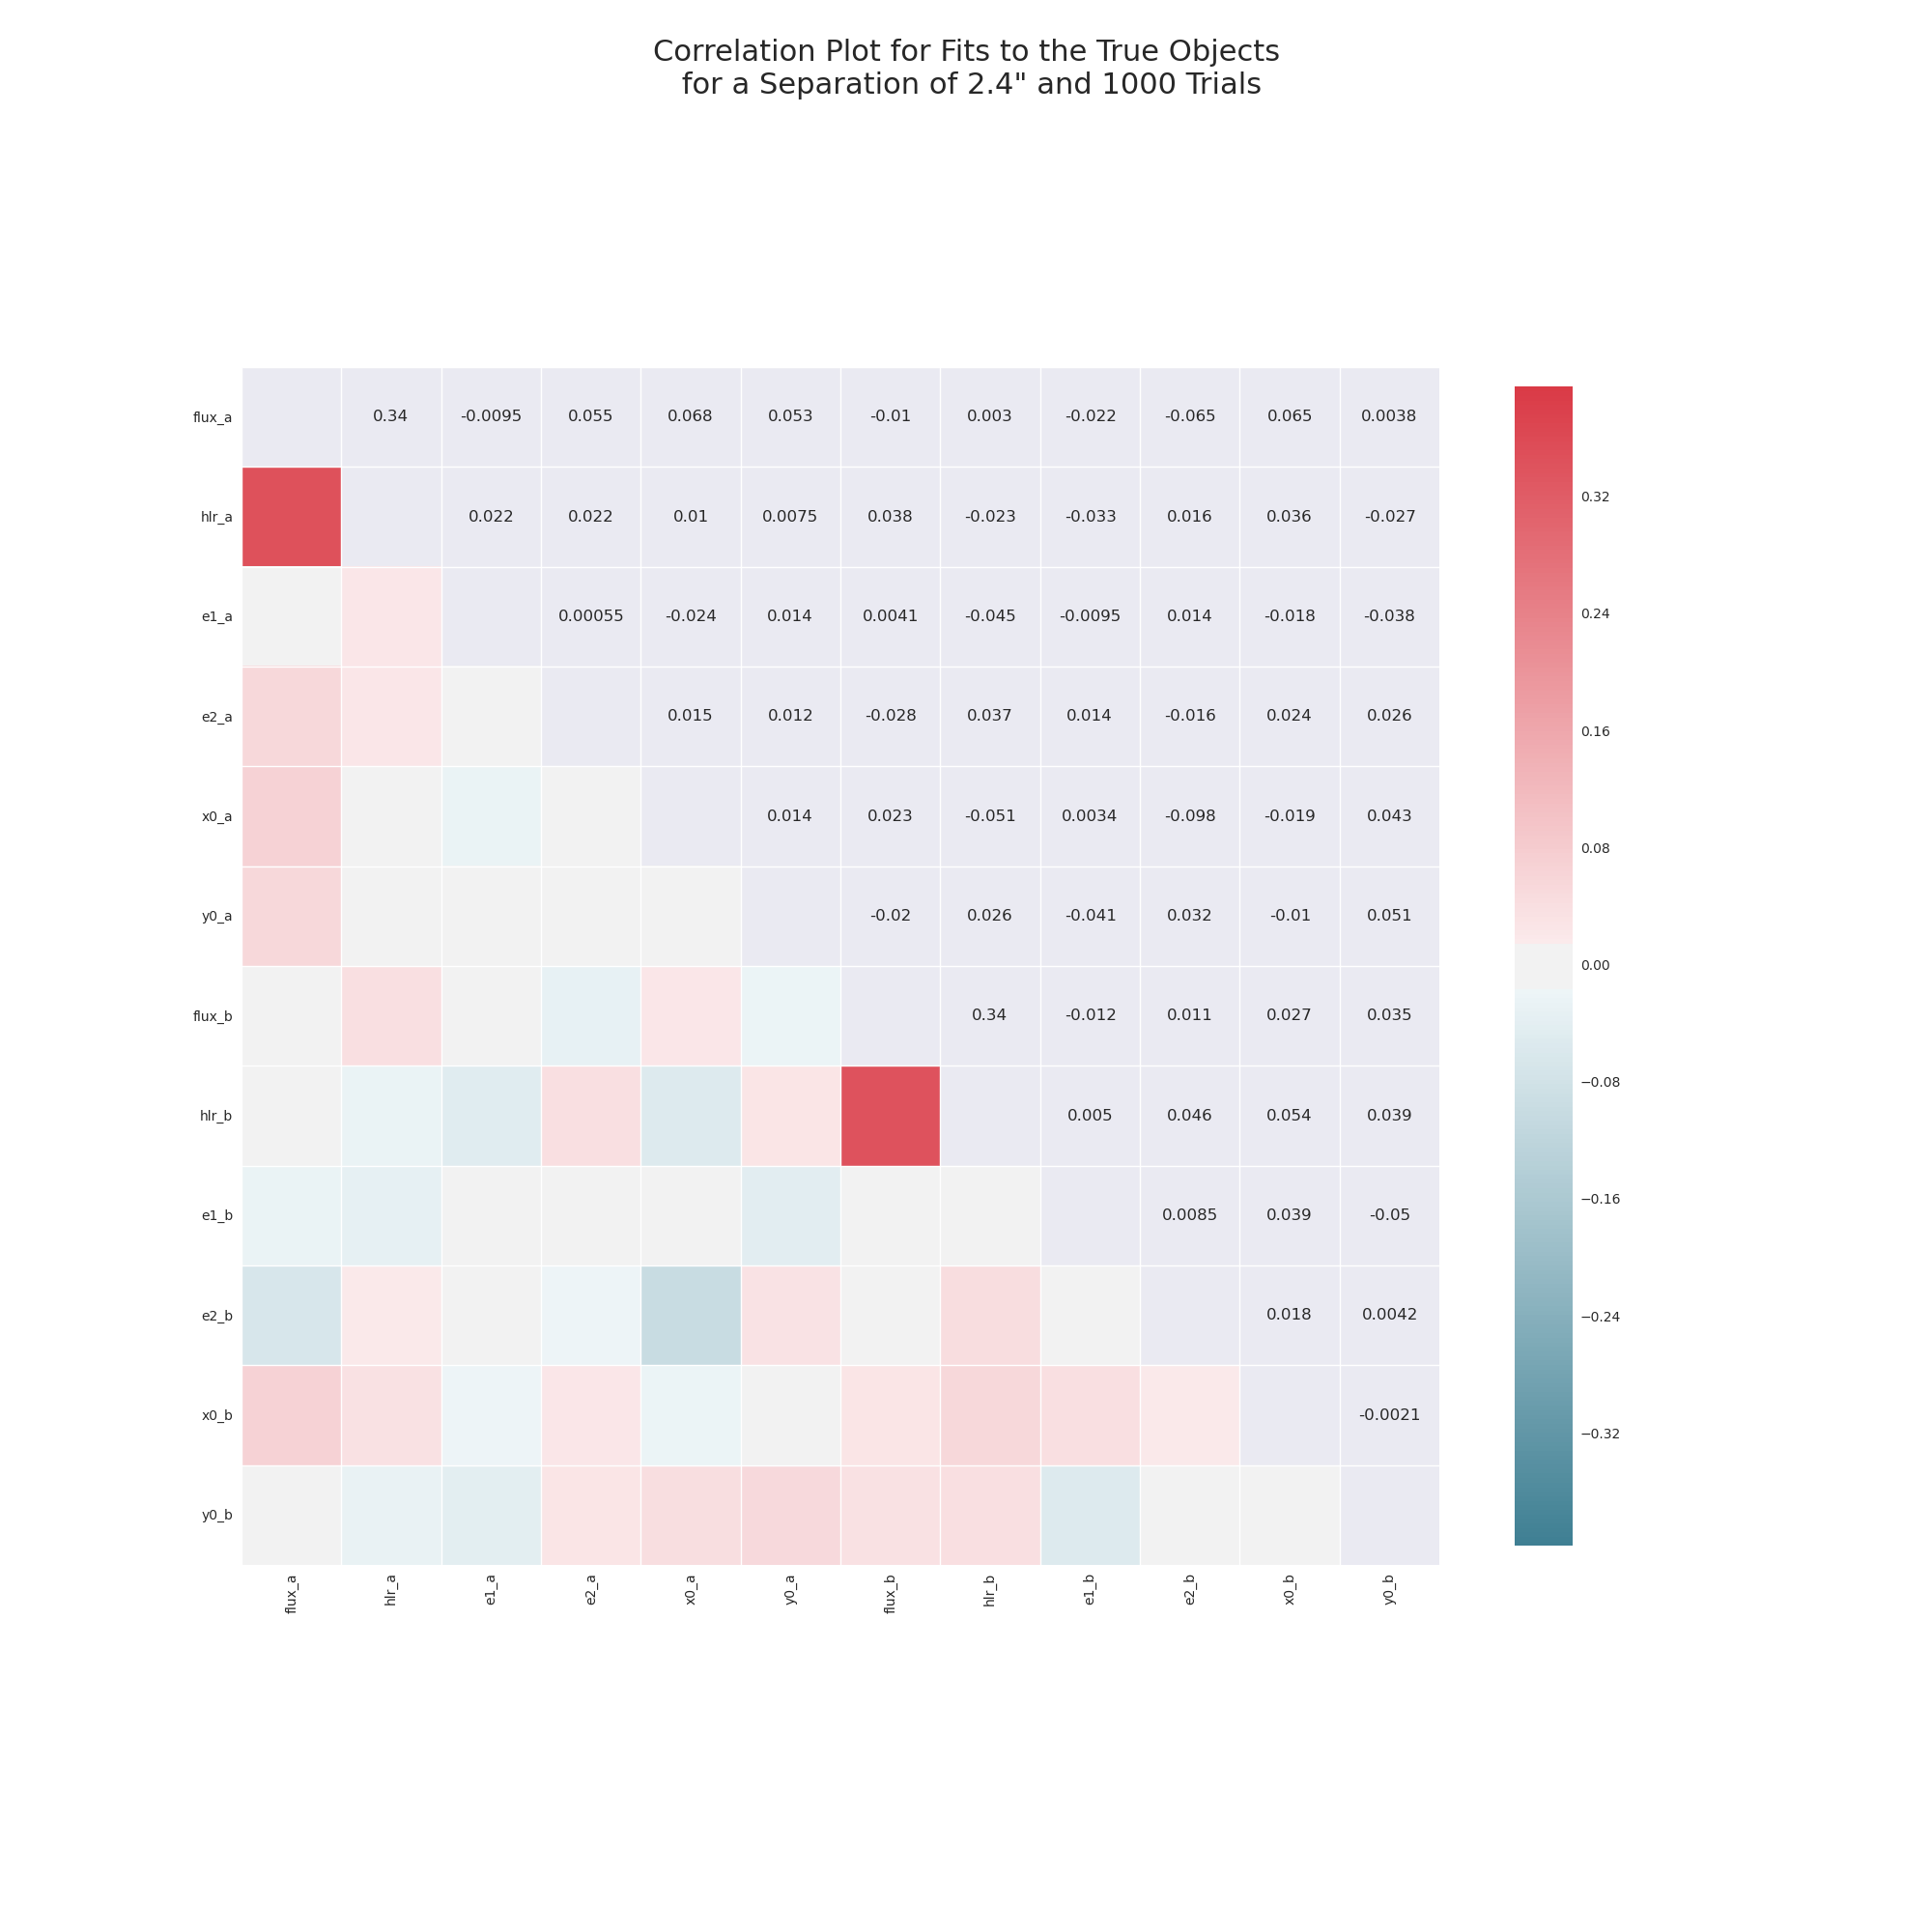 Correlation Plot for Fits to the True Objects
for a Separation of 2.4" and 1000 Trials
flux_a 0.34 -0.0095 0.055 0.068 0.053 -0.01 0.003 -0.022 -0.065 0.065 0.0038
hlr_a 0.022 0.022 0.01 0.0075 0.038 -0.023 -0.033 0.016 0.036 -0.027
e1_a 0.00055 -0.024 0.014 0.0041 -0.045 -0.0095 0.014 -0.018 -0.038
e2_a 0.015 0.012 -0.028 0.037 0.014 -0.016 0.024 0.026
x0_a 0.014 0.023 -0.051 0.0034 -0.098 -0.019 0.043
y0_a -0.02 0.026 -0.041 0.032 -0.01 0.051
flux_b 0.34 -0.012 0.011 0.027 0.035
hlr_b 0.005 0.046 0.054 0.039
e1_b 0.0085 0.039 -0.05
e2_b 0.018 0.0042
x0_b -0.0021
y0_b
flux_a hlr_a e1_a e2_a x0_a y0_a flux_b hlr_b e1_b e2_b x0_b y0_b
0.32
0.24
0.16
0.08
0.00
−0.08
−0.16
−0.24
−0.32